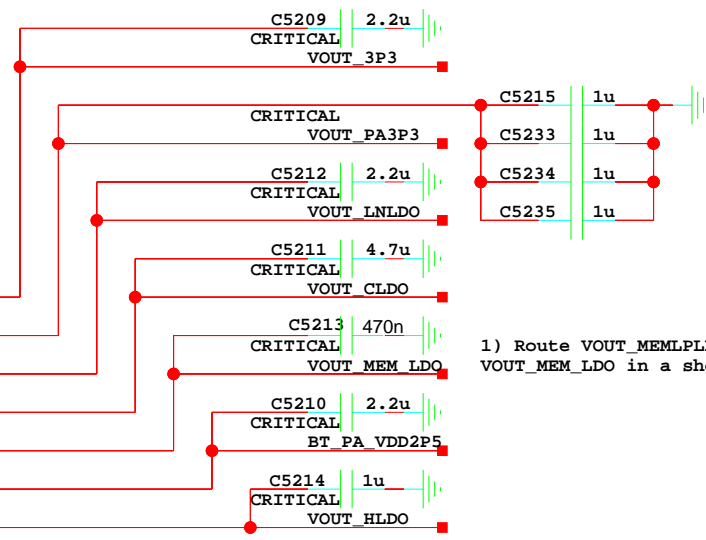 C5209 2.2u
CRITICAL
VOUT_3P3
C5215 1u
CRITICAL
VOUT_PA3P3
C5233 1u
C5212 2.2u
C5234 1u
CRITICAL
VOUT_LNLDO
C5235 1u
C5211 4.7u
CRITICAL
VOUT_CLDO
C5213 470n
CRITICAL
VOUT_MEM_LDO
1) Route VOUT_MEMLPL
VOUT_MEM_LDO in a sho
C5210 2.2u
CRITICAL
BT_PA_VDD2P5
C5214 1u
CRITICAL
VOUT_HLDO